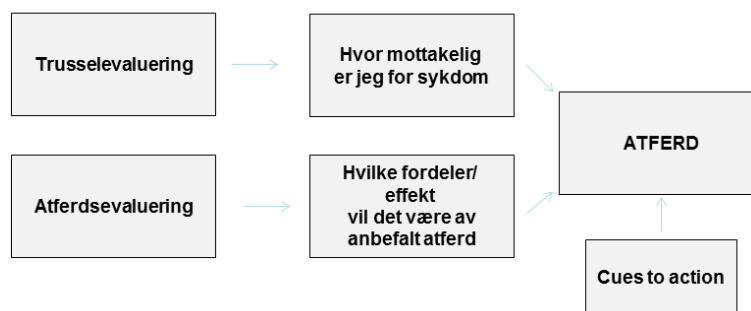 Trusselevaluering
Hvor mottakelig
er jeg for sykdom
ATFERD
Atferdsevaluering
Hvilke fordeler/
effekt
vil det være av
anbefalt atferd
Cues to action